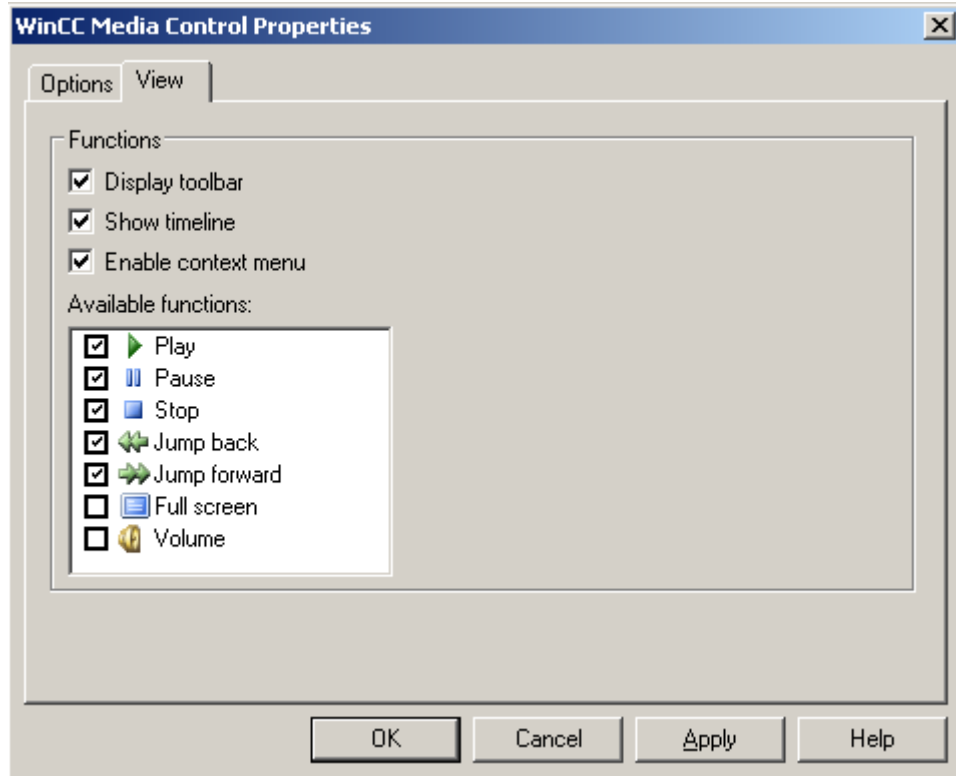 WinCC Media Control Properties
Options View
Functions
Display toolbar
Show timeline
Enable context menu
Available functions:
Play
Pause
Stop
Jump back
Jump forward
Full screen
Volume
OK Cancel Apply Help